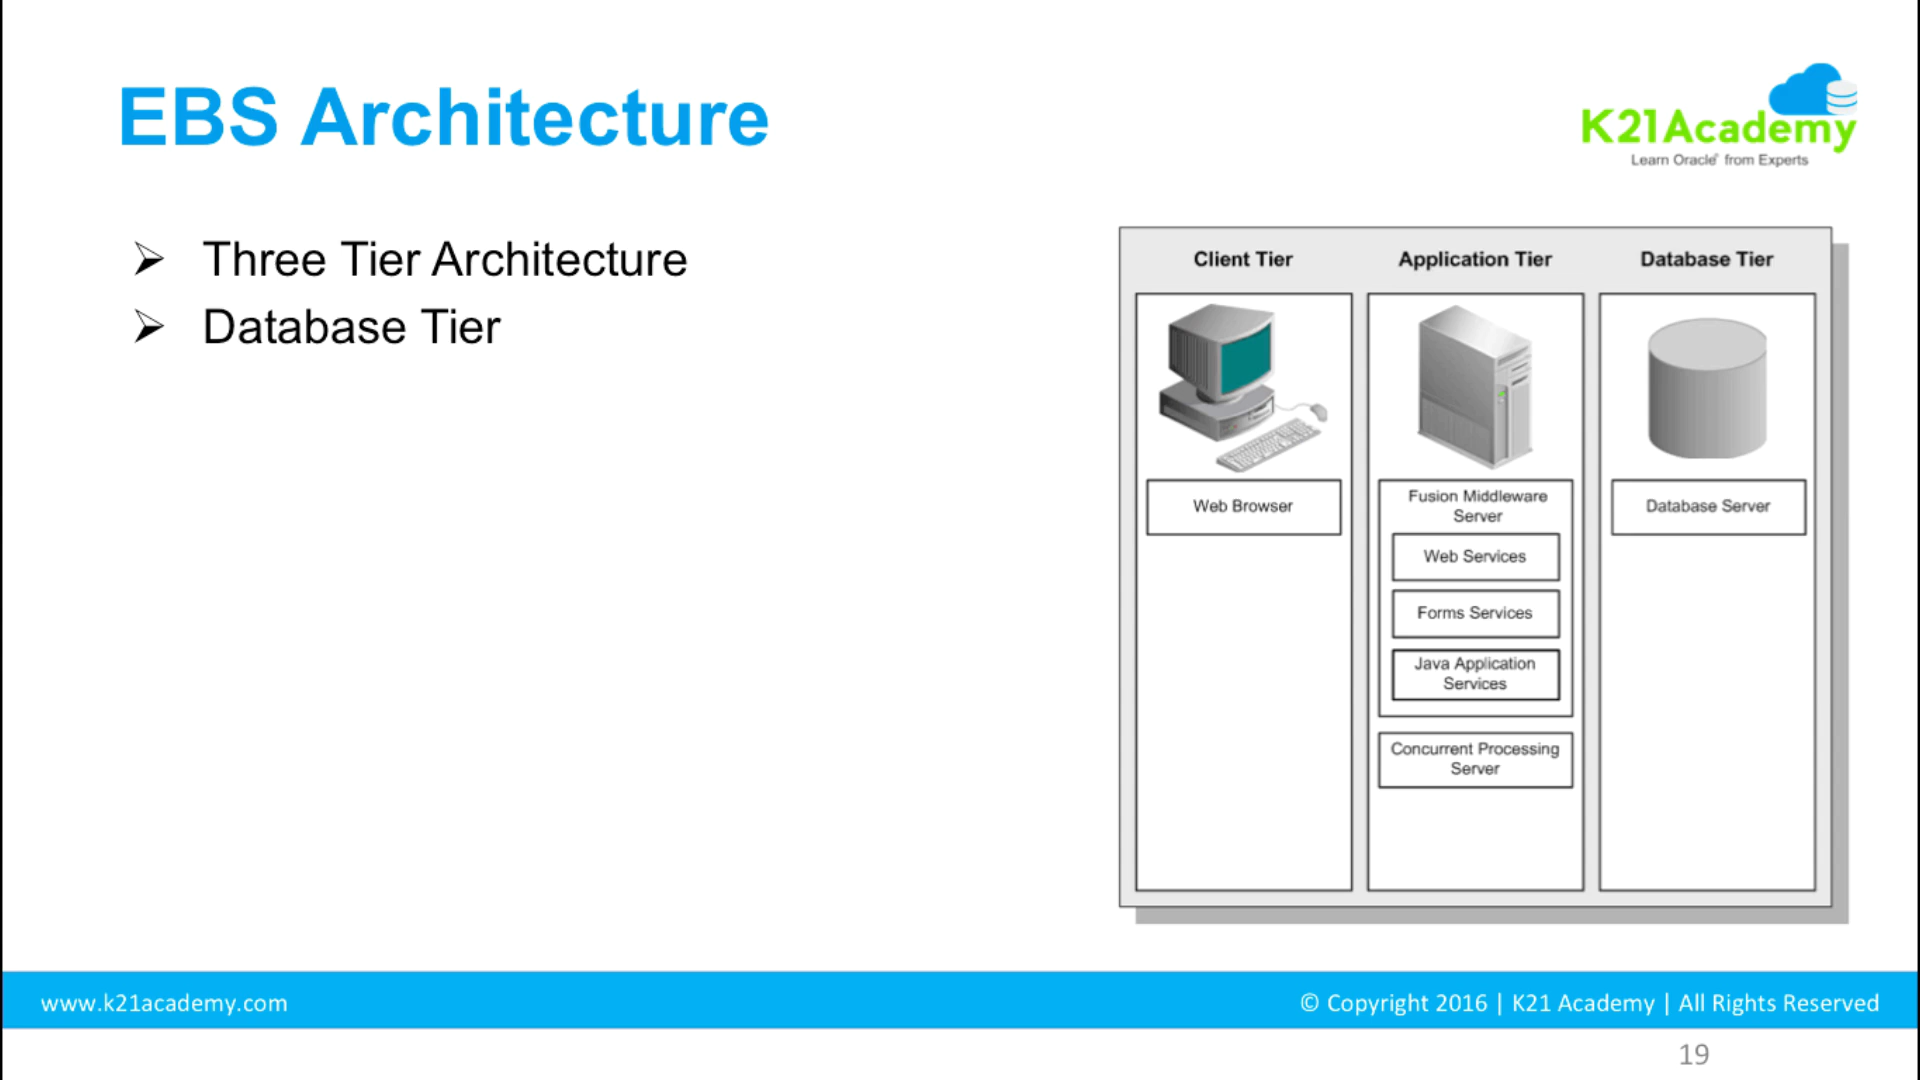 EBS Architecture
K21Academy
Learn Oracle® from Experts
➢ Three Tier Architecture
➢ Database Tier
Client Tier
Application Tier
Database Tier
Web Browser
Fusion Middleware
Server
Web Services
Forms Services
Java Application
Services
Concurrent Processing
Server
Database Server
www.k21academy.com
© Copyright 2016 | K21 Academy | All Rights Reserved
19